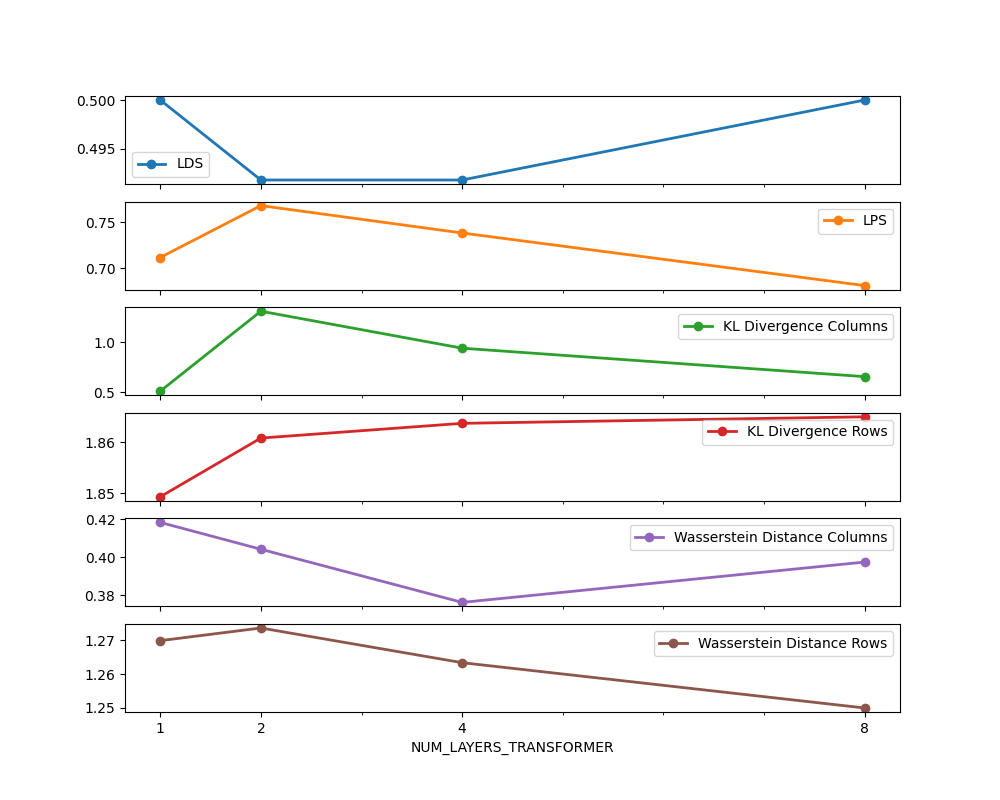 0.500
0.495
LDS
0.75
0.70
LPS
1.0
0.5
KL Divergence Columns
1.86
1.85
KL Divergence Rows
0.42
0.40
0.38
Wasserstein Distance Columns
1.27
1.26
1.25
Wasserstein Distance Rows
1 2 4 8
NUM_LAYERS_TRANSFORMER